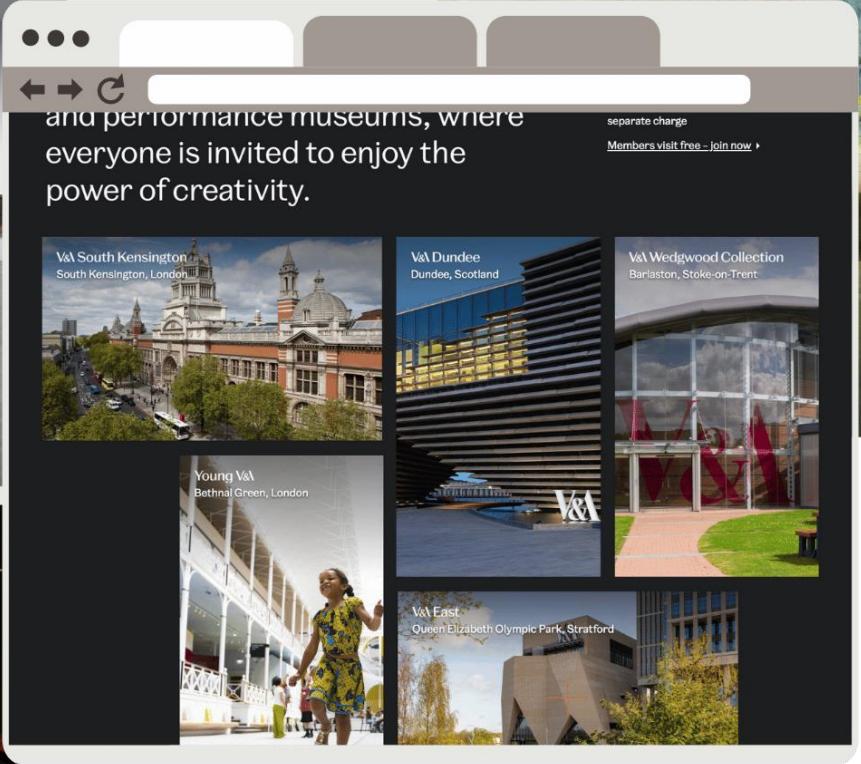 and performance museums, where
everyone is invited to enjoy the
power of creativity.
separate charge
Members visit free – join now
V&A South Kensington
South Kensington, London
V&A Dundee
Dundee, Scotland
V&A
V&A Wedgwood Collection
Barlaston, Stoke-on-Trent
V&A
Young V&A
Bethnal Green, London
V&A East
Queen Elizabeth Olympic Park, Stratford
V&A